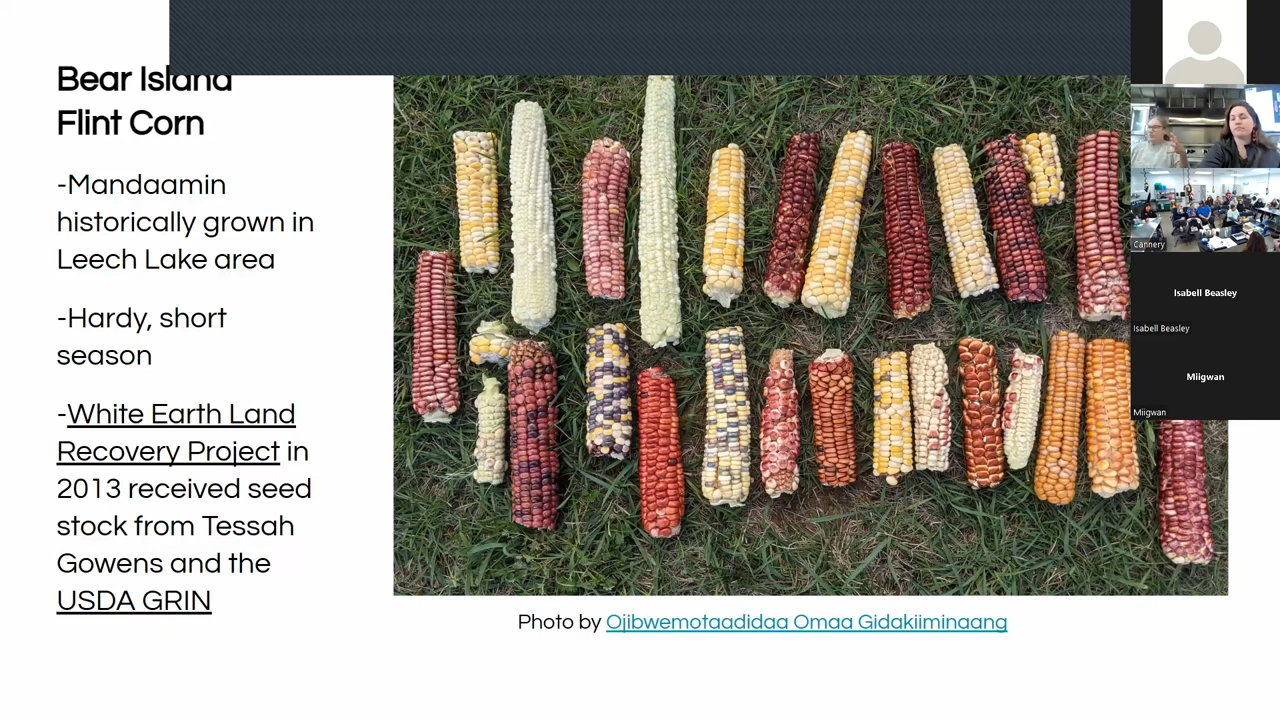 Bear Island
Flint Corn
-Mandaamin
historically grown in
Leech Lake area
-Hardy, short
season
-White Earth Land
Recovery Project in
2013 received seed
stock from Tessah
Gowens and the
USDA GRIN
Photo by Ojibwemotaadidaa Omaa Gidakiiminaang
Cannery
Isabell Beasley
Isabell Beasley
Miigwan
Miigwan